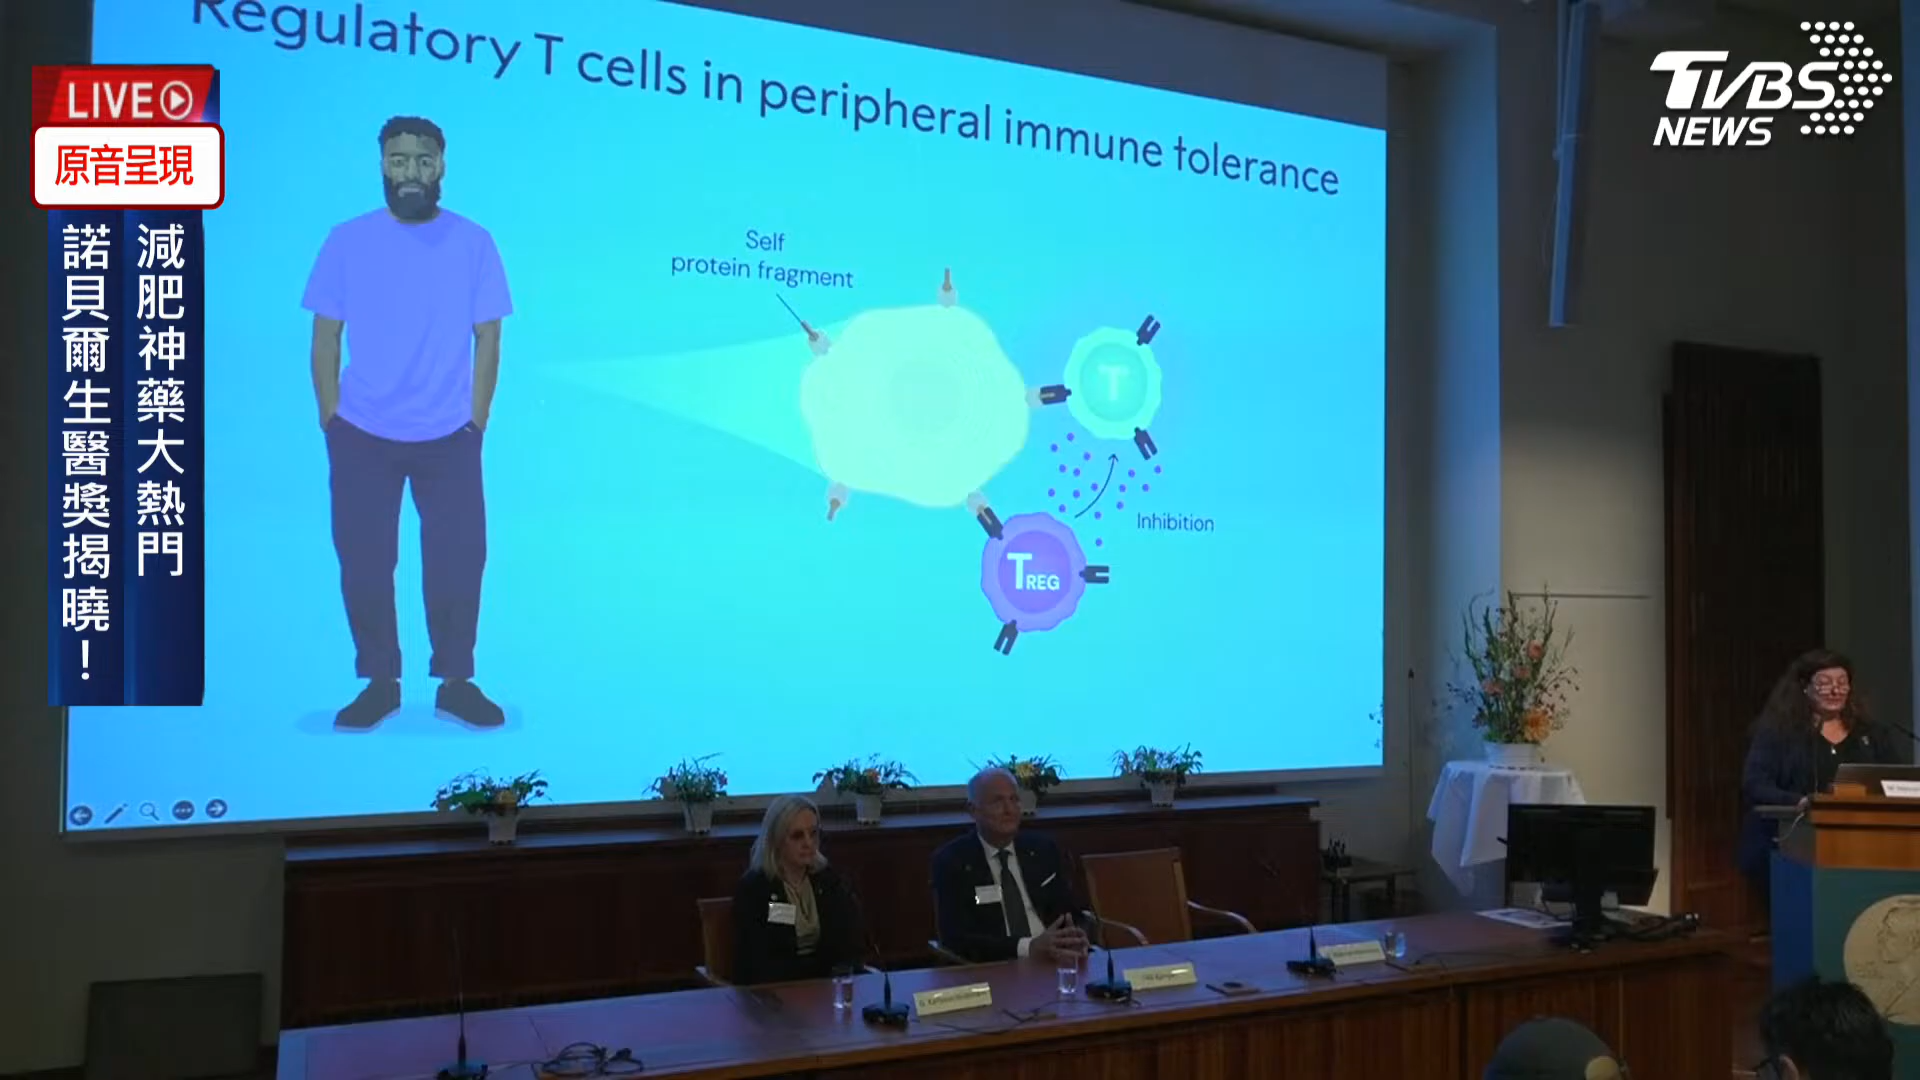 Regulatory T cells in peripheral immune tolerance
LIVE
原音呈現
減肥神藥大熱門
諾貝爾生醫獎揭曉！
TVBS
NEWS
Self
protein fragment
T
Inhibition
TREG